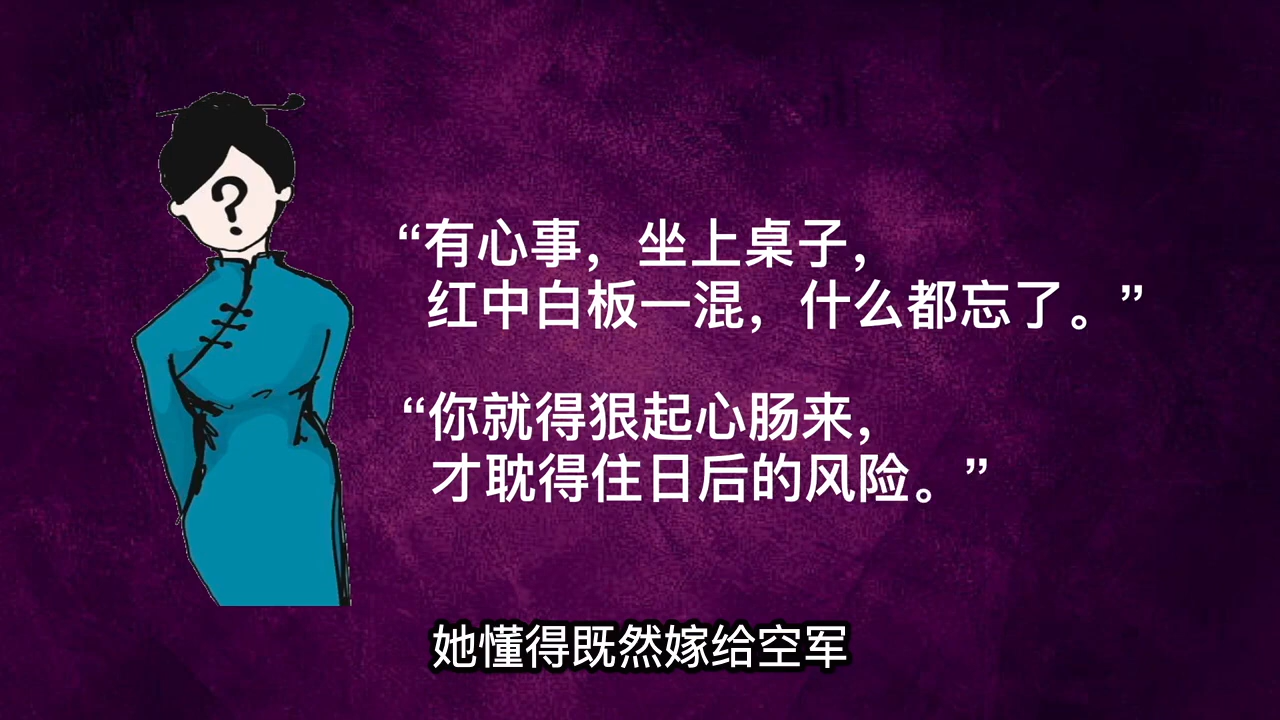 ?
“有心事，坐上桌子，
红中白板一混，什么都忘了。”
“你就得狠起心肠来，
才耽得住日后的风险。”
她懂得既然嫁给空军